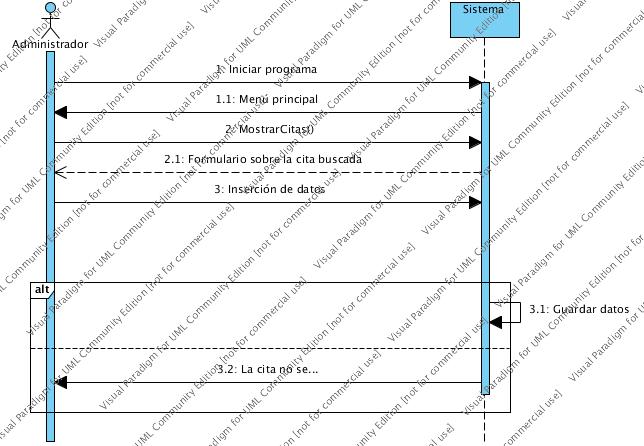 Sistema
Administrador
1: Iniciar programa
1.1: Menú principal
2: MostrarCitas()
2.1: Formulario sobre la cita buscada
3: Inserción de datos
alt
3.1: Guardar datos
3.2: La cita no se...
Visual Paradigm for UML Community Edition [not for commercial use]